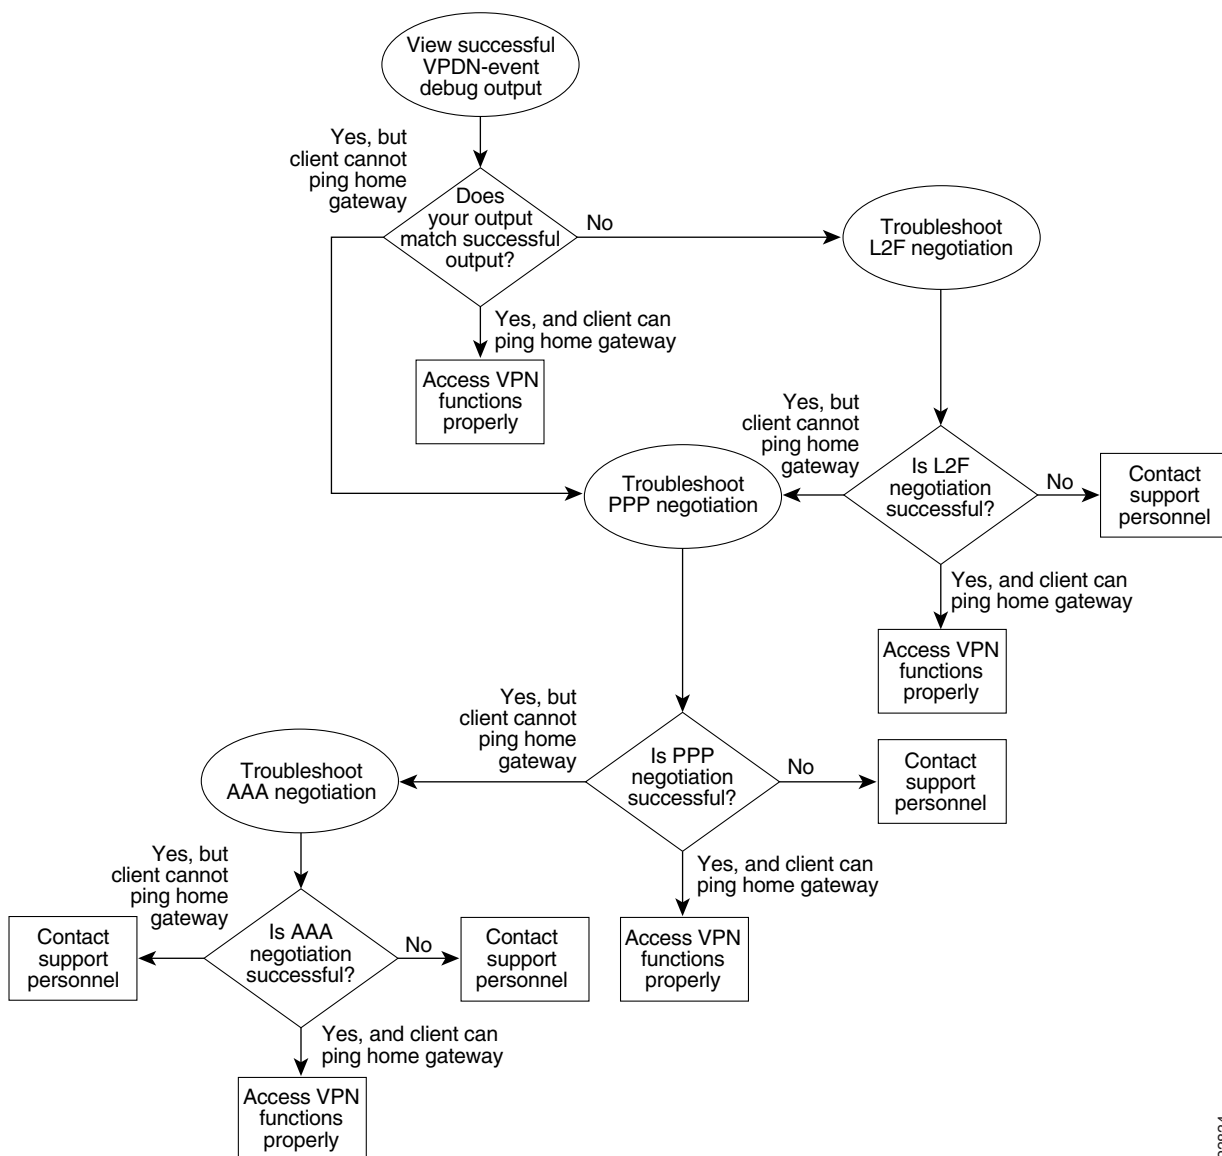 View successful
VPDN-event
debug output
Yes, but
client cannot
ping home
gateway
Does
your output
match successful
output?
No
Troubleshoot
L2F negotiation
Yes, and client can
ping home gateway
Access VPN
functions
properly
Yes, but
client cannot
ping home
gateway
Is L2F
negotiation
successful?
No
Contact
support
personnel
Troubleshoot
PPP negotiation
Yes, and client can
ping home gateway
Access VPN
functions
properly
Yes, but
client cannot
ping home
gateway
Is PPP
negotiation
successful?
No
Contact
support
personnel
Troubleshoot
AAA negotiation
Yes, and client can
ping home gateway
Access VPN
functions
properly
Yes, but
client cannot
ping home
gateway
Is AAA
negotiation
successful?
No
Contact
support
personnel
Contact
support
personnel
Yes, and client can
ping home gateway
Access VPN
functions
properly